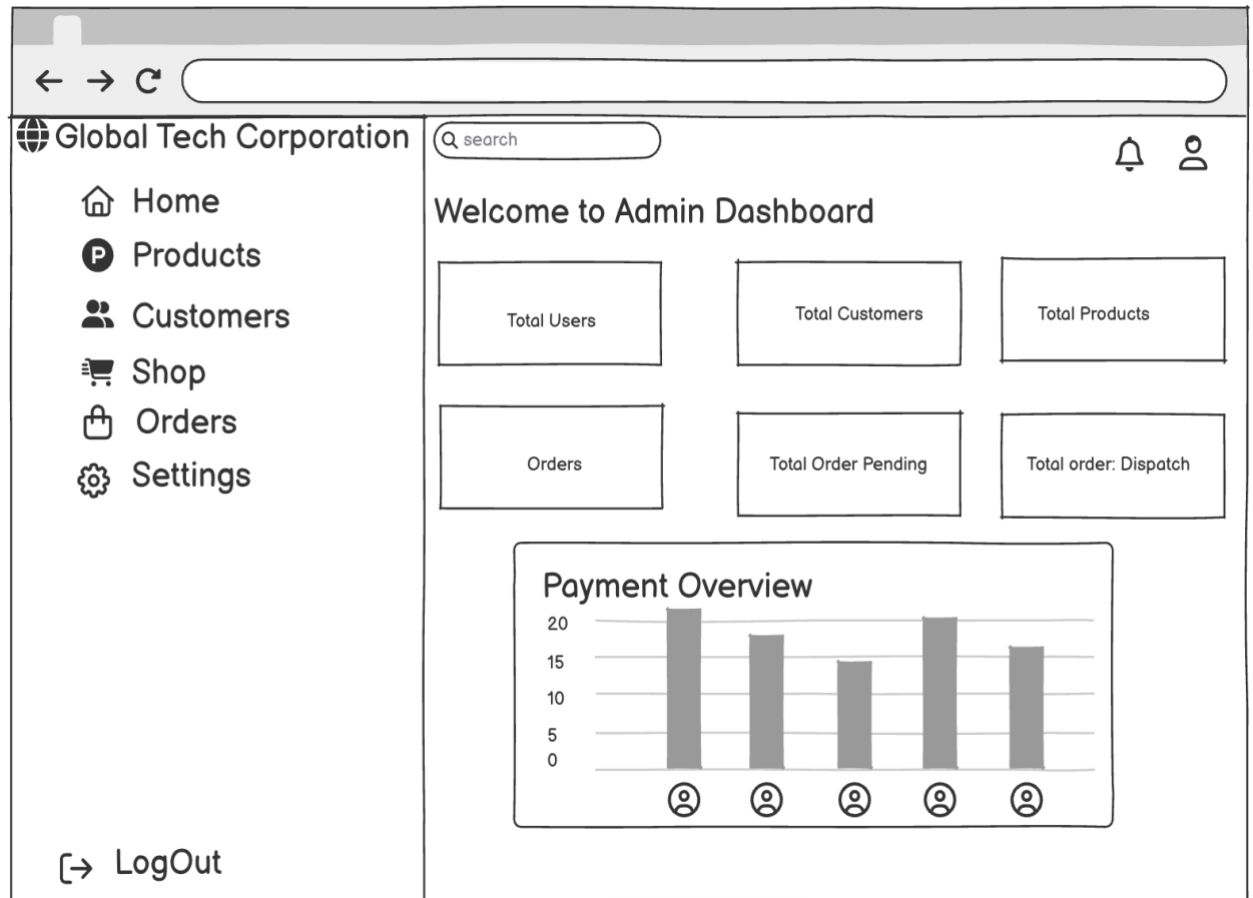 Global Tech Corporation
Home
Products
Customers
Shop
Orders
Settings
LogOut
search
Welcome to Admin Dashboard
Total Users
Total Customers
Total Products
Orders
Total Order Pending
Total order: Dispatch
Payment Overview
20
15
10
5
0
P